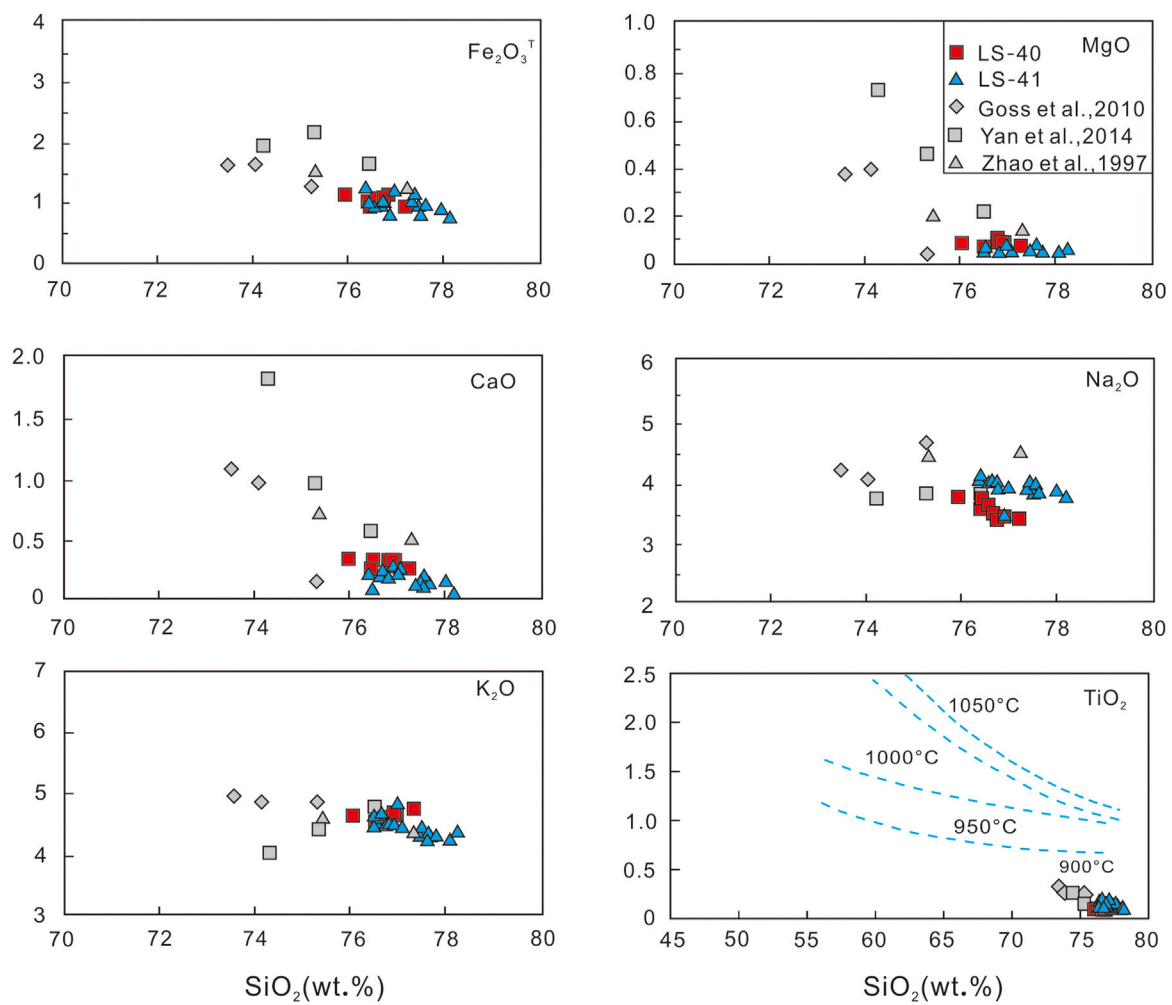 4
3
2
1
0
Fe₂O₃ᵀ
70 72 74 76 78 80
1.0
0.8
0.6
0.4
0.2
0
MgO
LS-40
LS-41
Goss et al.,2010
Yan et al.,2014
Zhao et al.,1997
70 72 74 76 78 80
2.0
1.5
1.0
0.5
0
CaO
70 72 74 76 78 80
6
5
4
3
2
Na₂O
70 72 74 76 78 80
7
6
5
4
3
K₂O
70 72 74 76 78 80
SiO₂(wt.%)
2.5
2.0
1.5
1.0
0.5
0
TiO₂
1050°C
1000°C
950°C
900°C
45 50 55 60 65 70 75 80
SiO₂(wt.%)